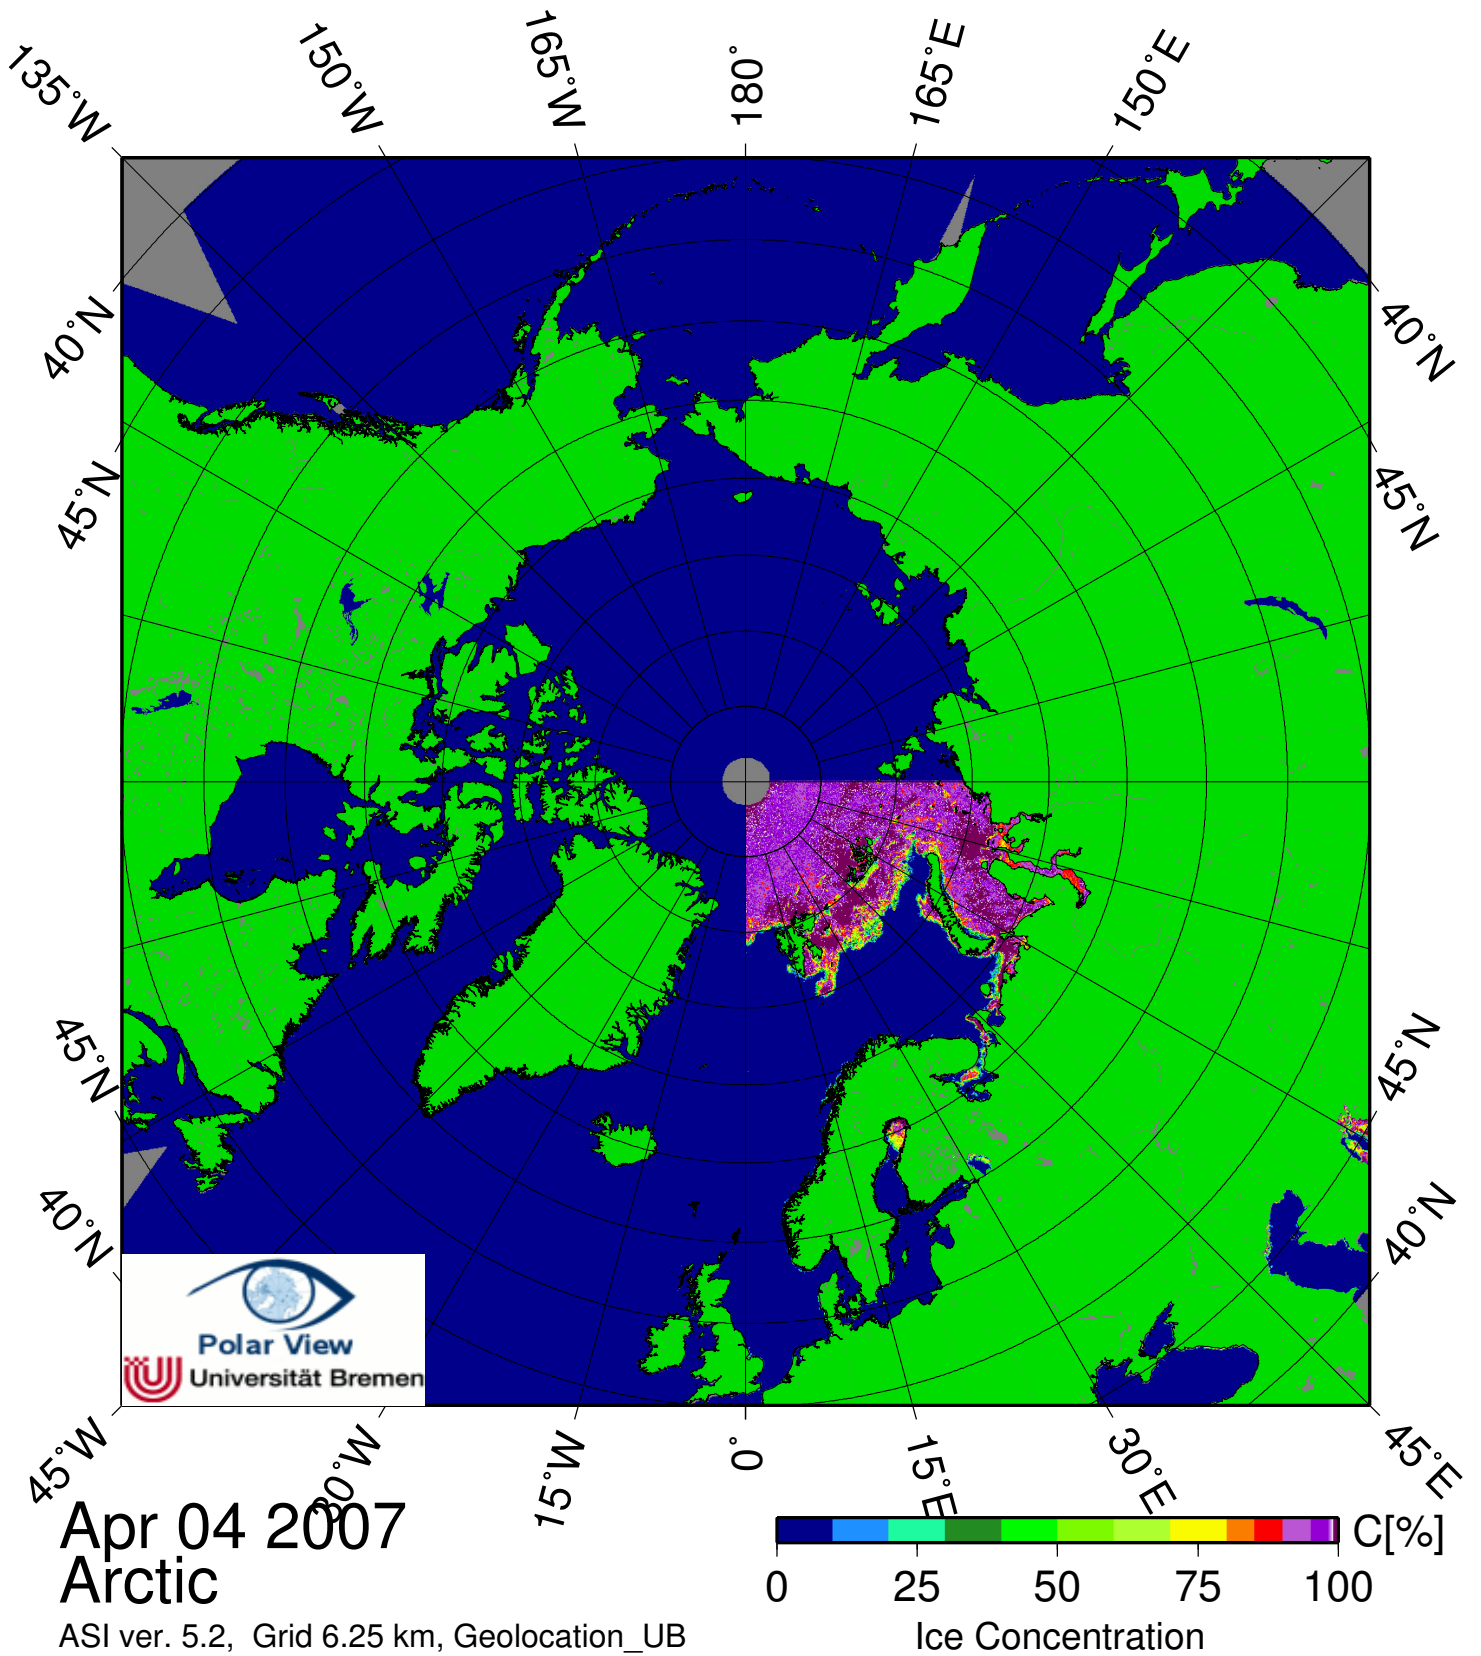 135°W
150°W
165°W
180°
165°E
150°E
40°N
40°N
45°N
45°N
45°N
45°N
40°N
40°N
Polar View
Universität Bremen
45°W
30°W
15°W
0°
15°E
30°E
45°E
Apr 04 2007
Arctic
ASI ver. 5.2, Grid 6.25 km, Geolocation_UB
C[%]
0 25 50 75 100
Ice Concentration